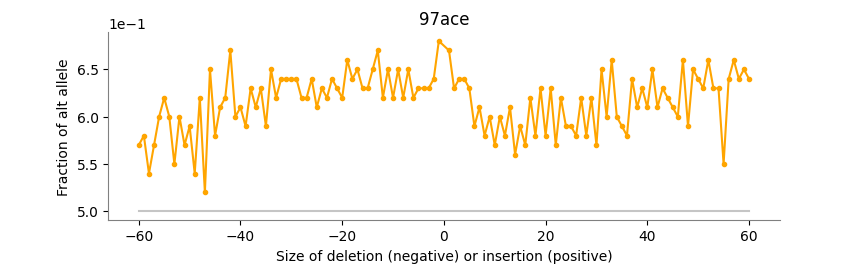 97ace
1e−1
Fraction of alt allele
6.5
6.0
5.5
5.0
−60 −40 −20 0 20 40 60
Size of deletion (negative) or insertion (positive)